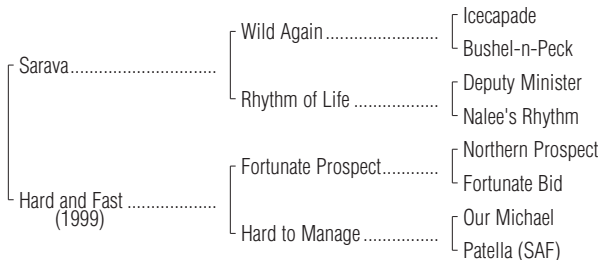 Icecapade
Wild Again
Bushel-n-Peck
Sarava
Deputy Minister
Rhythm of Life
Nalee's Rhythm
Northern Prospect
Fortunate Prospect
Fortunate Bid
Hard and Fast
(1999)
Our Michael
Hard to Manage
Patella (SAF)